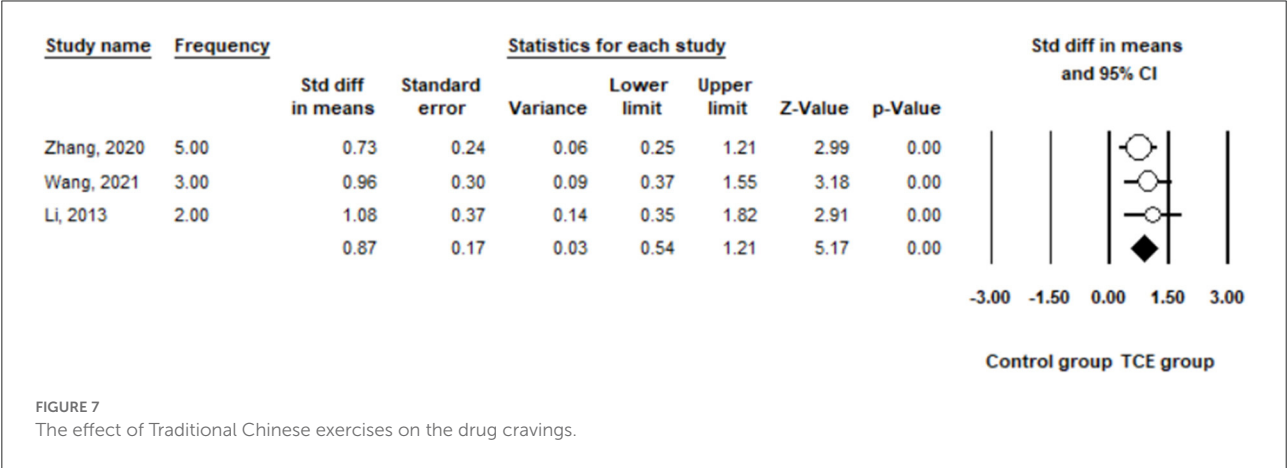 Study name Frequency Statistics for each study Std diff in means and 95% CI
Std diff in means Standard error Variance Lower limit Upper limit Z-Value p-Value
Zhang, 2020 5.00 0.73 0.24 0.06 0.25 1.21 2.99 0.00
Wang, 2021 3.00 0.96 0.30 0.09 0.37 1.55 3.18 0.00
Li, 2013 2.00 1.08 0.37 0.14 0.35 1.82 2.91 0.00
0.87 0.17 0.03 0.54 1.21 5.17 0.00
-3.00 -1.50 0.00 1.50 3.00
Control group TCE group
FIGURE 7
The effect of Traditional Chinese exercises on the drug cravings.